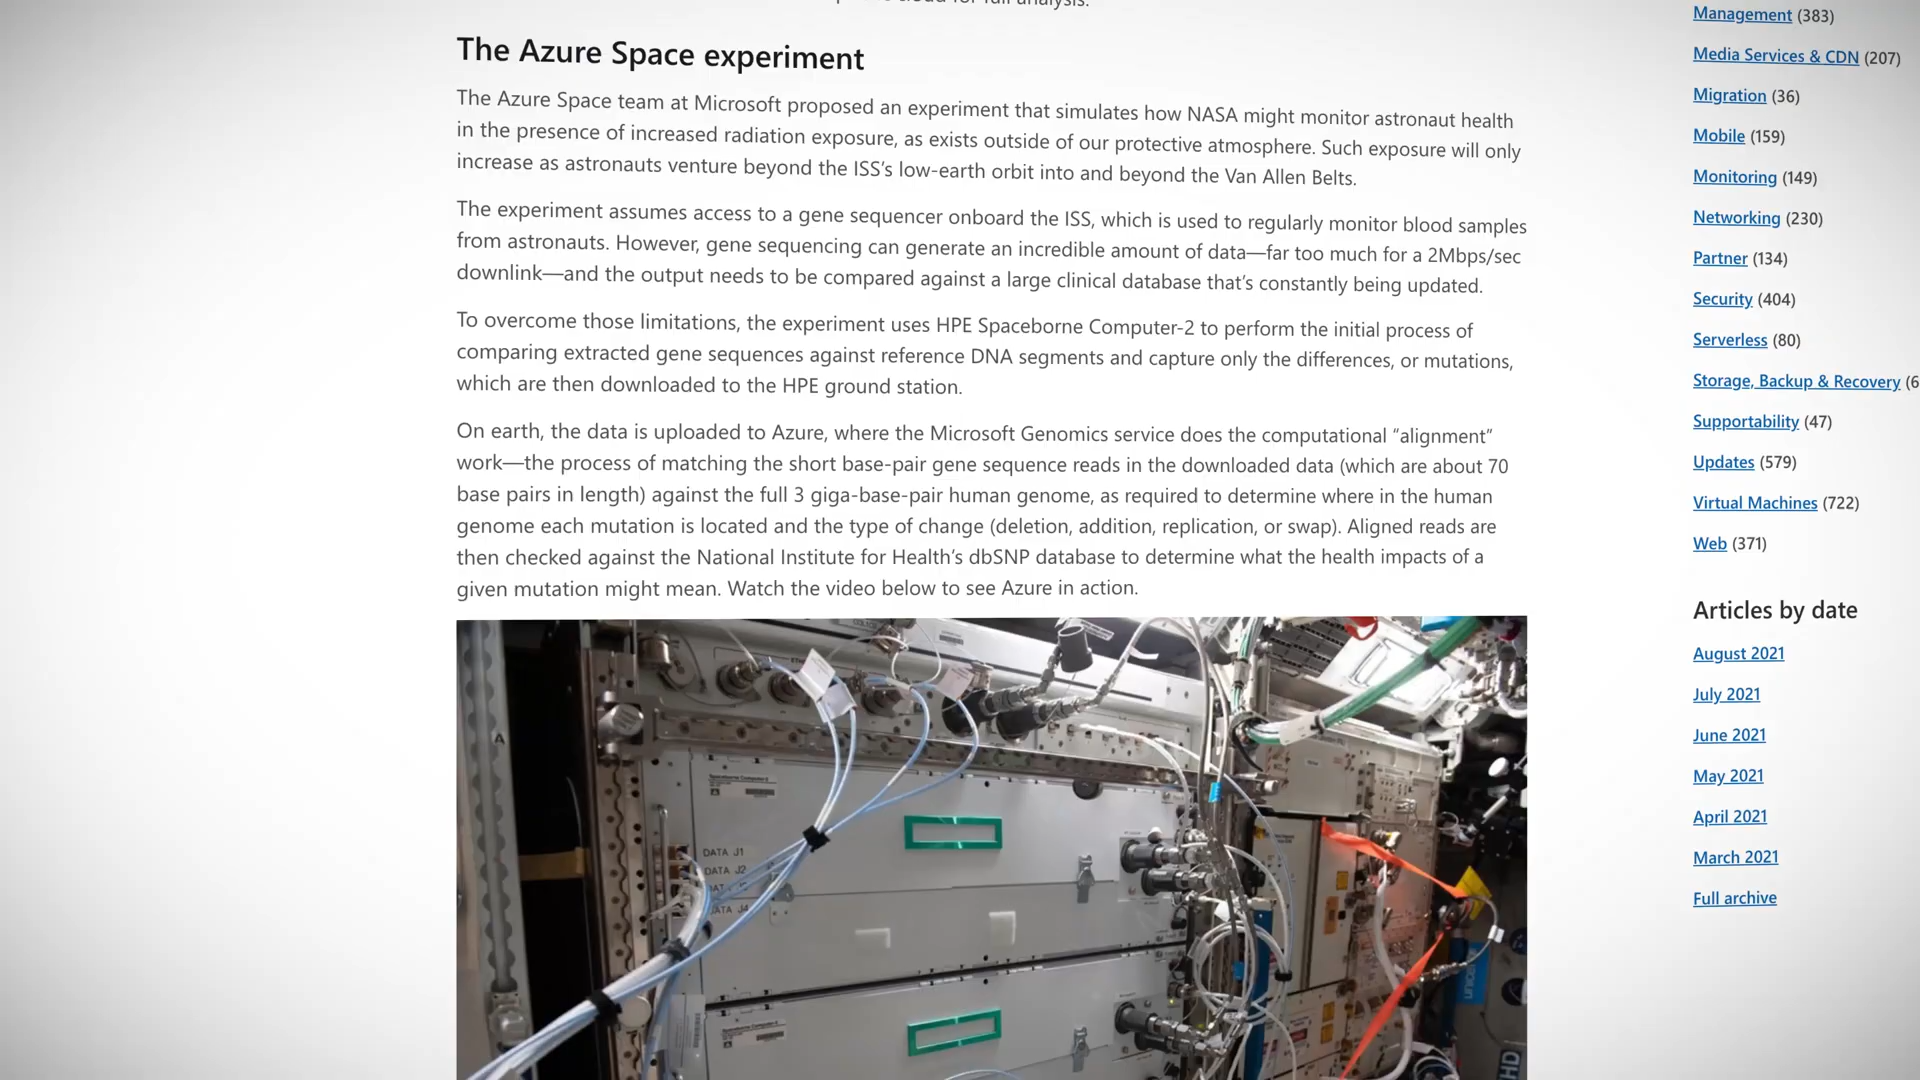 The Azure Space experiment
The Azure Space team at Microsoft proposed an experiment that simulates how NASA might monitor astronaut health
in the presence of increased radiation exposure, as exists outside of our protective atmosphere. Such exposure will only
increase as astronauts venture beyond the ISS's low-earth orbit into and beyond the Van Allen Belts.
The experiment assumes access to a gene sequencer onboard the ISS, which is used to regularly monitor blood samples
from astronauts. However, gene sequencing can generate an incredible amount of data—far too much for a 2Mbps/sec
downlink—and the output needs to be compared against a large clinical database that's constantly being updated.
To overcome those limitations, the experiment uses HPE Spaceborne Computer-2 to perform the initial process of
comparing extracted gene sequences against reference DNA segments and capture only the differences, or mutations,
which are then downloaded to the HPE ground station.
On earth, the data is uploaded to Azure, where the Microsoft Genomics service does the computational “alignment”
work—the process of matching the short base-pair gene sequence reads in the downloaded data (which are about 70
base pairs in length) against the full 3 giga-base-pair human genome, as required to determine where in the human
genome each mutation is located and the type of change (deletion, addition, replication, or swap). Aligned reads are
then checked against the National Institute for Health's dbSNP database to determine what the health impacts of a
given mutation might mean. Watch the video below to see Azure in action.
A
Spaceborne Computer-2
DATA J1
DATA J2
DATA J4
Spaceborne Computer-2
unicef
HD
Management (383)
Media Services & CDN (207)
Migration (36)
Mobile (159)
Monitoring (149)
Networking (230)
Partner (134)
Security (404)
Serverless (80)
Storage, Backup & Recovery (6
Supportability (47)
Updates (579)
Virtual Machines (722)
Web (371)
Articles by date
August 2021
July 2021
June 2021
May 2021
April 2021
March 2021
Full archive